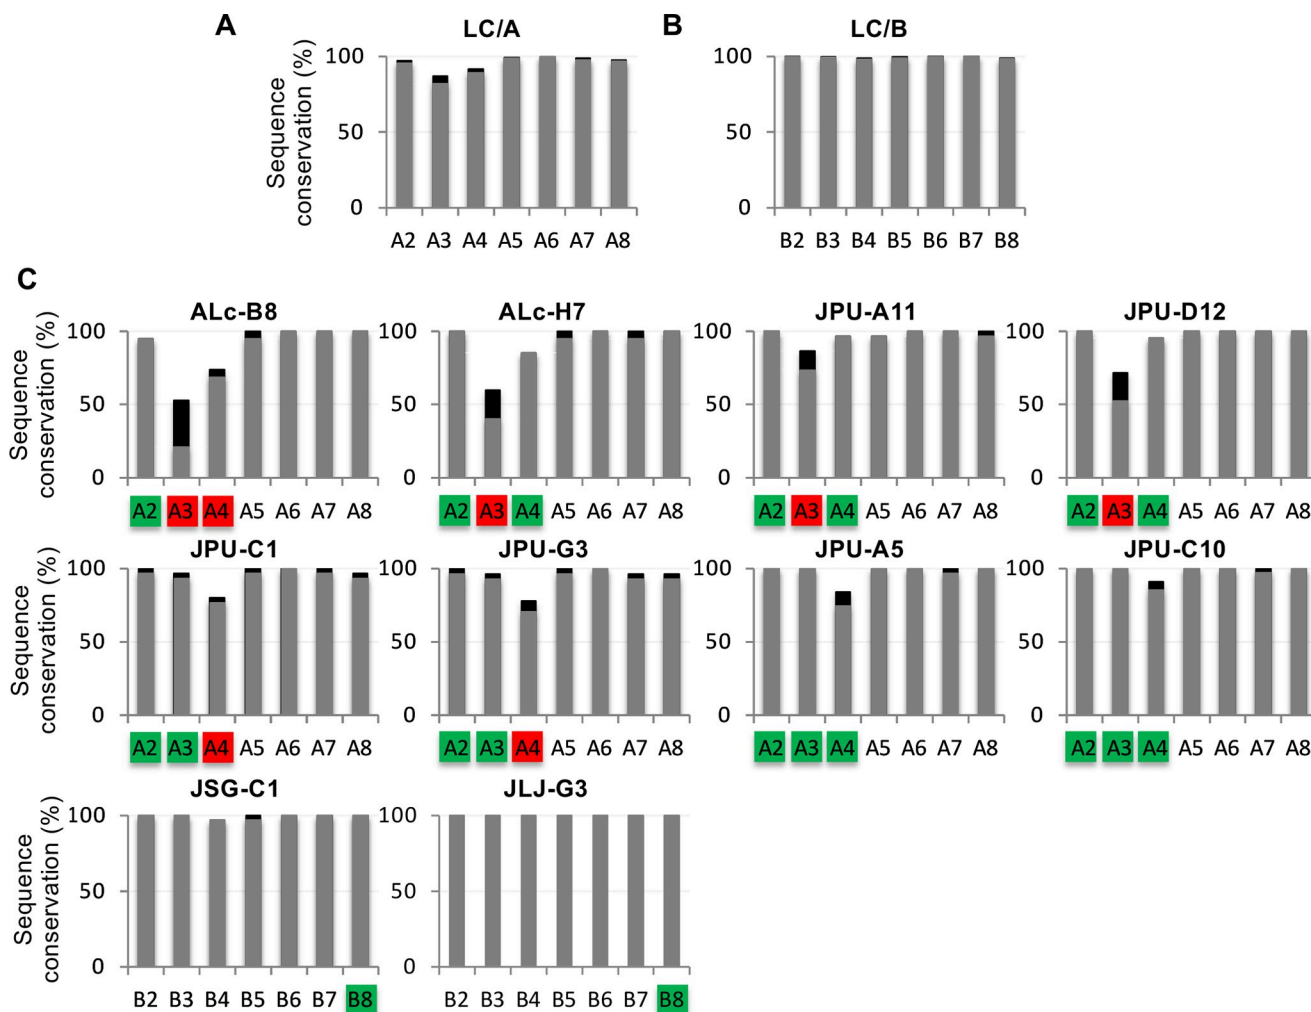 A LC/A B LC/B
Sequence conservation (%)
100 100
50 50
0 0
A2 A3 A4 A5 A6 A7 A8 B2 B3 B4 B5 B6 B7 B8
C
ALc-B8 ALc-H7 JPU-A11 JPU-D12
Sequence conservation (%)
100 100 100 100
50 50 50 50
0 0 0 0
A2 A3 A4 A5 A6 A7 A8 A2 A3 A4 A5 A6 A7 A8 A2 A3 A4 A5 A6 A7 A8 A2 A3 A4 A5 A6 A7 A8
JPU-C1 JPU-G3 JPU-A5 JPU-C10
Sequence conservation (%)
100 100 100 100
50 50 50 50
0 0 0 0
A2 A3 A4 A5 A6 A7 A8 A2 A3 A4 A5 A6 A7 A8 A2 A3 A4 A5 A6 A7 A8 A2 A3 A4 A5 A6 A7 A8
JSG-C1 JLJ-G3
Sequence conservation (%)
100 100
50 50
0 0
B2 B3 B4 B5 B6 B7 B8 B2 B3 B4 B5 B6 B7 B8